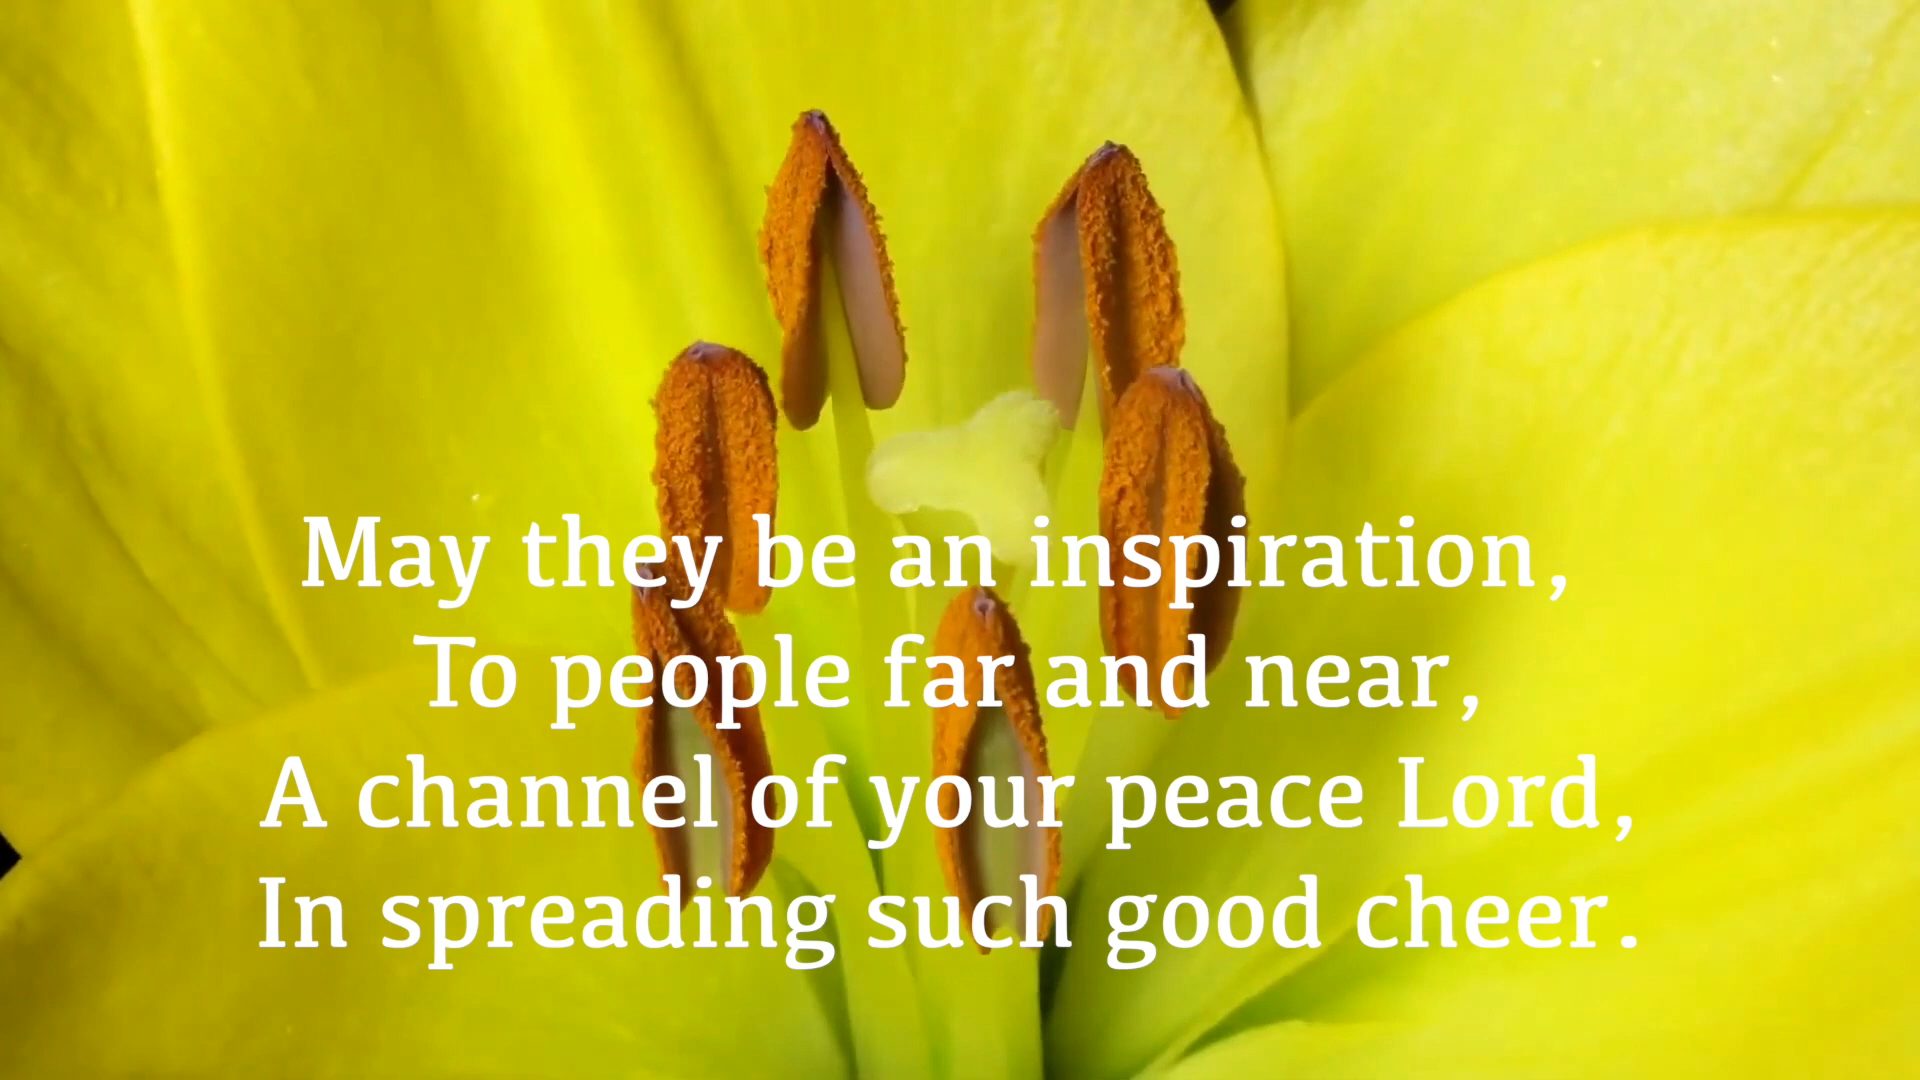 May they be an inspiration,
To people far and near,
A channel of your peace Lord,
In spreading such good cheer.